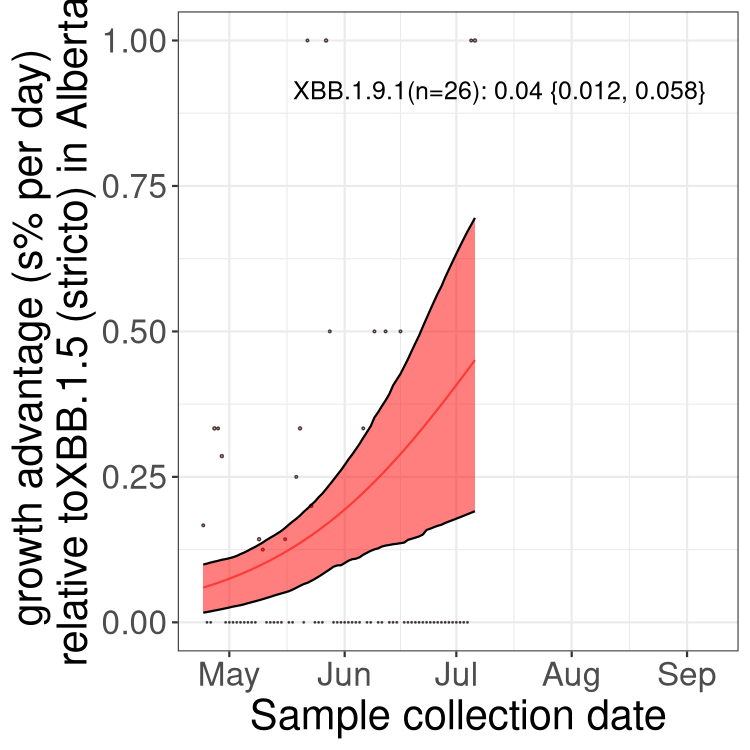 growth advantage (s% per day)
relative toXBB.1.5 (stricto) in Alberta
1.00
0.75
0.50
0.25
0.00
XBB.1.9.1(n=26): 0.04 {0.012, 0.058}
May Jun Jul Aug Sep
Sample collection date